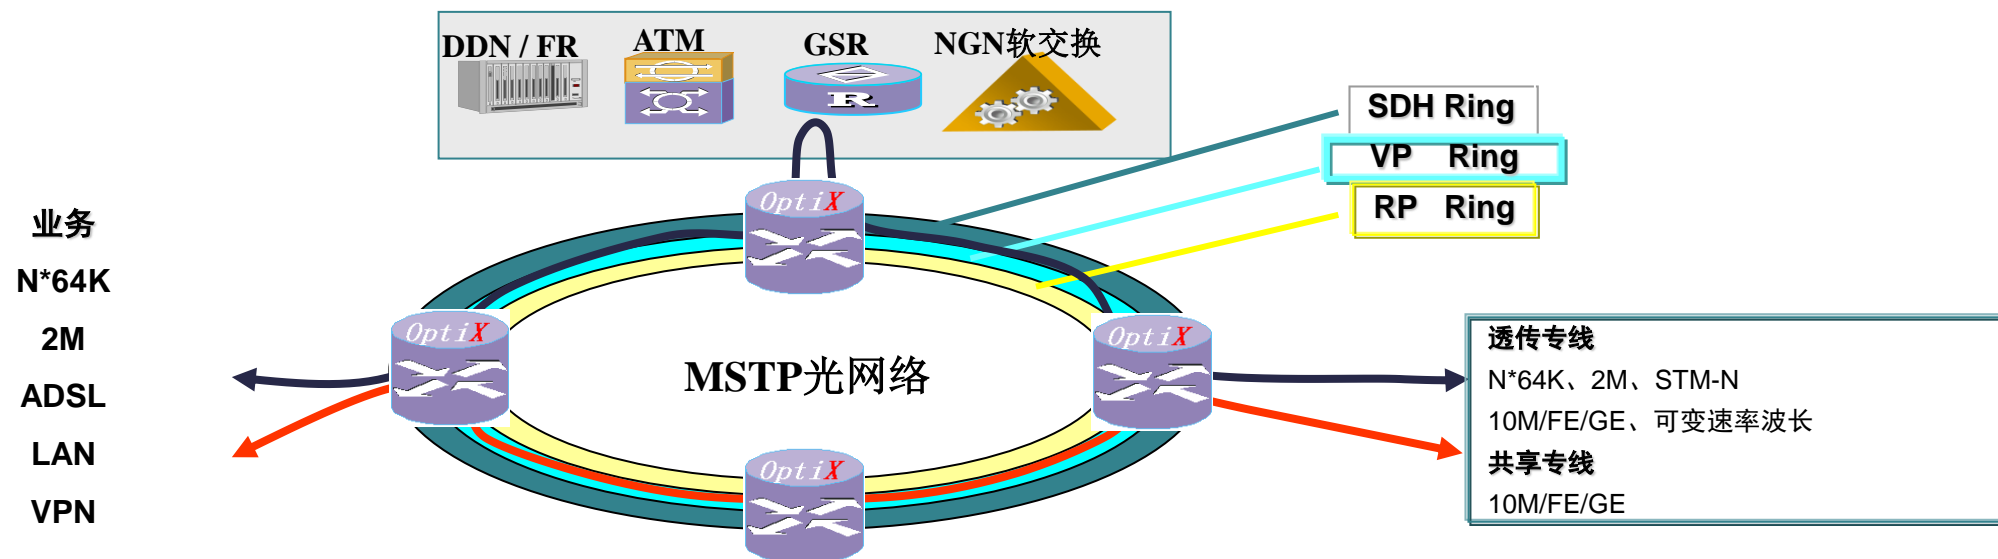 DDN / FR
ATM
GSR
NGN软交换
R
SDH Ring
VP Ring
RP Ring
业务
N*64K
2M
ADSL
LAN
VPN
OptiX
OptiX
OptiX
OptiX
MSTP光网络
透传专线
N*64K、2M、STM-N
10M/FE/GE、可变速率波长
共享专线
10M/FE/GE